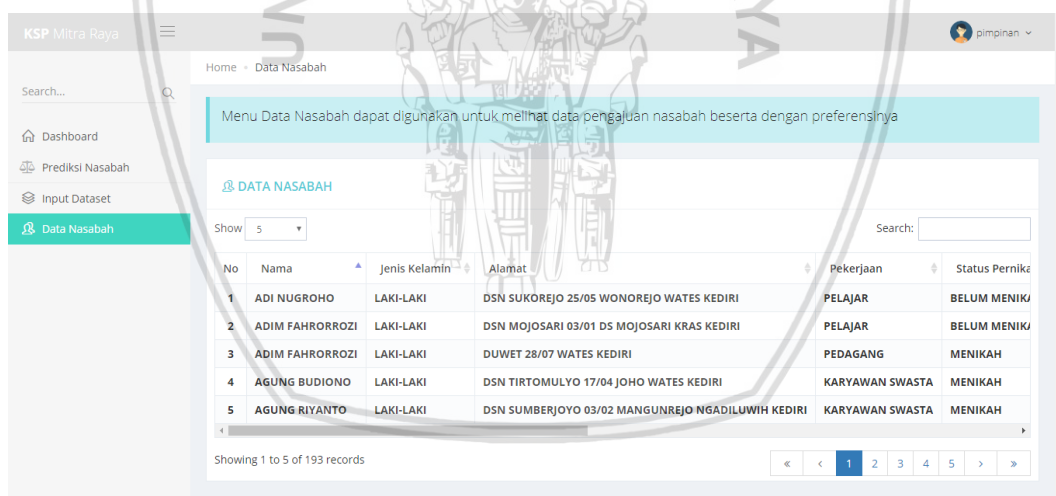 KSP Mitra Raya
pimpinan
Home Data Nasabah
Search...
Dashboard
Prediksi Nasabah
Input Dataset
Data Nasabah
Menu Data Nasabah dapat digunakan untuk melihat data pengajuan nasabah beserta dengan preferensinya
DATA NASABAH
Show 5
Search:
No Nama Jenis Kelamin Alamat Pekerjaan Status Pernika
1 ADI NUGROHO LAKI-LAKI DSN SUKOREJO 25/05 WONOREJO WATES KEDIRI PELAJAR BELUM MENIKA
2 ADIM FAHRORROZI LAKI-LAKI DSN MOJOSARI 03/01 DS MOJOSARI KRAS KEDIRI PELAJAR BELUM MENIKA
3 ADIM FAHRORROZI LAKI-LAKI DUWET 28/07 WATES KEDIRI PEDAGANG MENIKAH
4 AGUNG BUDIONO LAKI-LAKI DSN TIRTOMULYO 17/04 JOHO WATES KEDIRI KARYAWAN SWASTA MENIKAH
5 AGUNG RIYANTO LAKI-LAKI DSN SUMBERJOYO 03/02 MANGUNREJO NGADILUWIH KEDIRI KARYAWAN SWASTA MENIKAH
Showing 1 to 5 of 193 records
« ‹ 1 2 3 4 5 › »